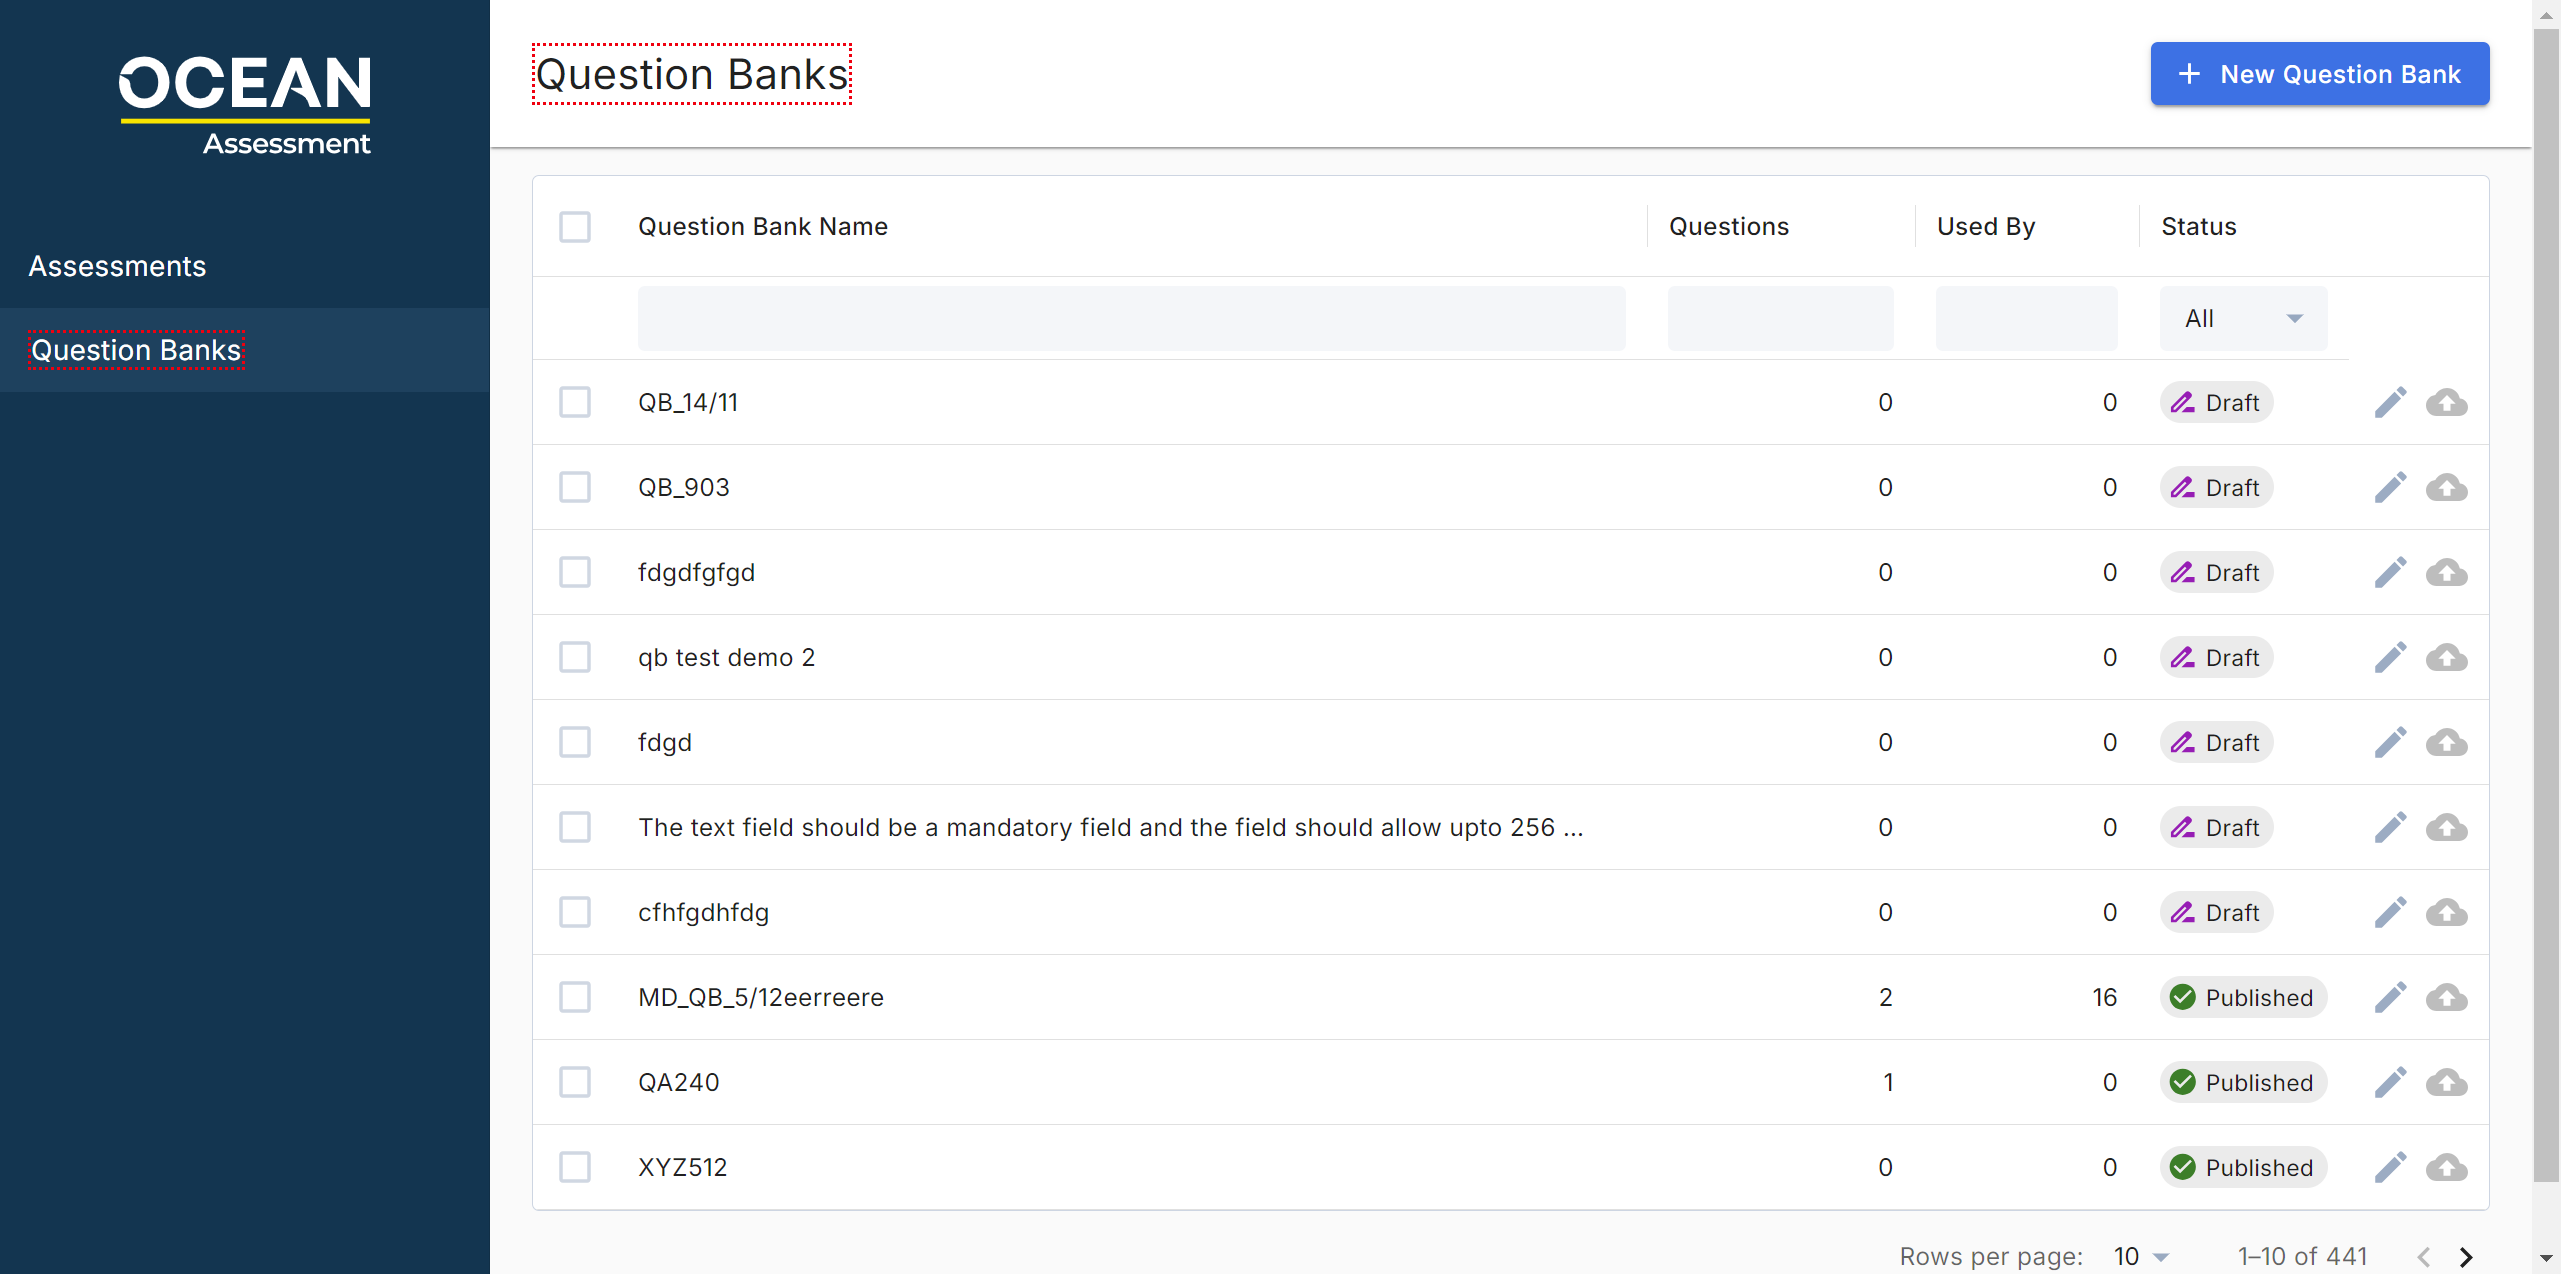 OCEAN
Assessment
Assessments
Question Banks
Question Banks
+ New Question Bank
Question Bank Name Questions Used By Status
All
QB_14/11 0 0 Draft
QB_903 0 0 Draft
fdgdfgfgd 0 0 Draft
qb test demo 2 0 0 Draft
fdgd 0 0 Draft
The text field should be a mandatory field and the field should allow upto 256 ... 0 0 Draft
cfhfgdhfdg 0 0 Draft
MD_QB_5/12eerreere 2 16 Published
QA240 1 0 Published
XYZ512 0 0 Published
Rows per page: 10 1–10 of 441